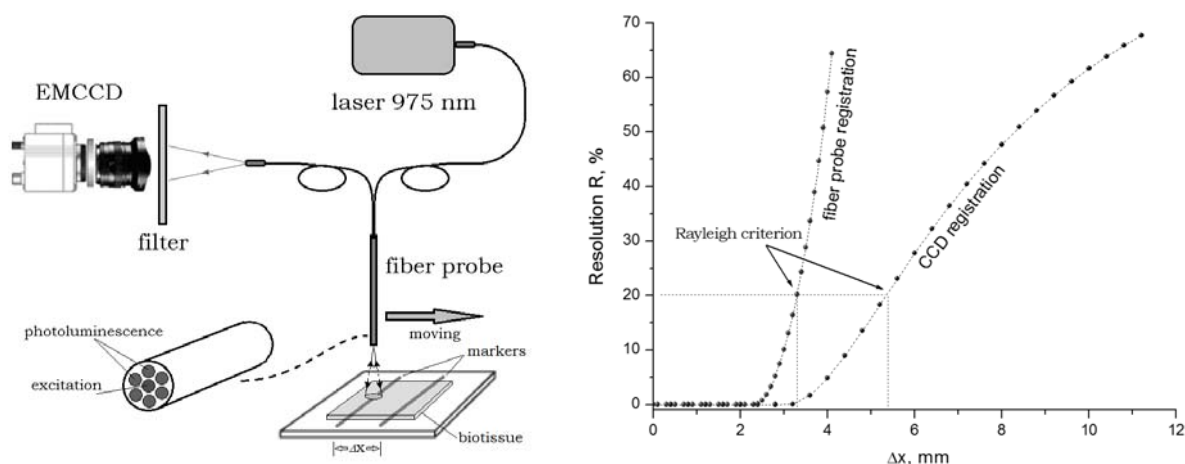 EMCCD
filter
laser 975 nm
fiber probe
moving
photoluminescence
excitation
markers
biotissue
Δx
Resolution R, %
70
60
50
40
30
20
10
0
Rayleigh criterion
fiber probe registration
CCD registration
0 2 4 6 8 10 12
Δx, mm